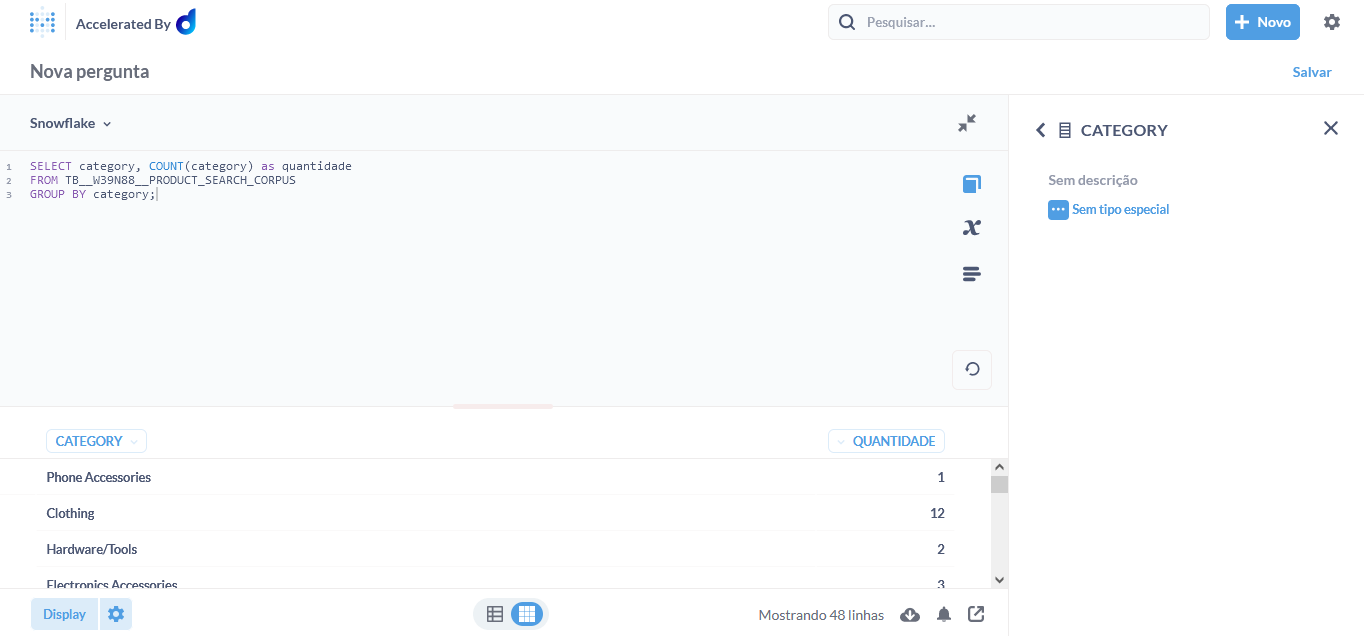 Accelerated By
Pesquisar...
Novo
Nova pergunta
Salvar
Snowflake
1 SELECT category, COUNT(category) as quantidade
2 FROM TB__W39N88__PRODUCT_SEARCH_CORPUS
3 GROUP BY category;
x
CATEGORY
Sem descrição
Sem tipo especial
CATEGORY QUANTIDADE
Phone Accessories 1
Clothing 12
Hardware/Tools 2
Electronics Accessories 3
Display
Mostrando 48 linhas